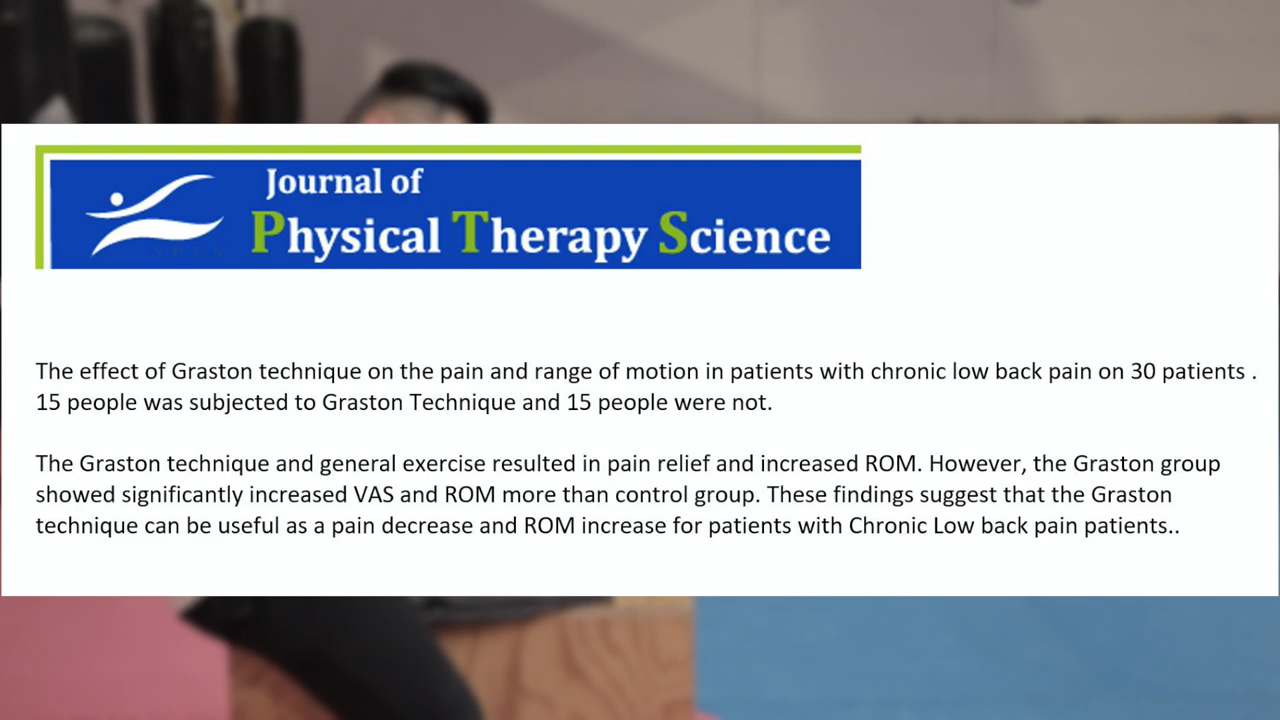 Journal of
Physical Therapy Science
The effect of Graston technique on the pain and range of motion in patients with chronic low back pain on 30 patients .
15 people was subjected to Graston Technique and 15 people were not.
The Graston technique and general exercise resulted in pain relief and increased ROM. However, the Graston group
showed significantly increased VAS and ROM more than control group. These findings suggest that the Graston
technique can be useful as a pain decrease and ROM increase for patients with Chronic Low back pain patients..